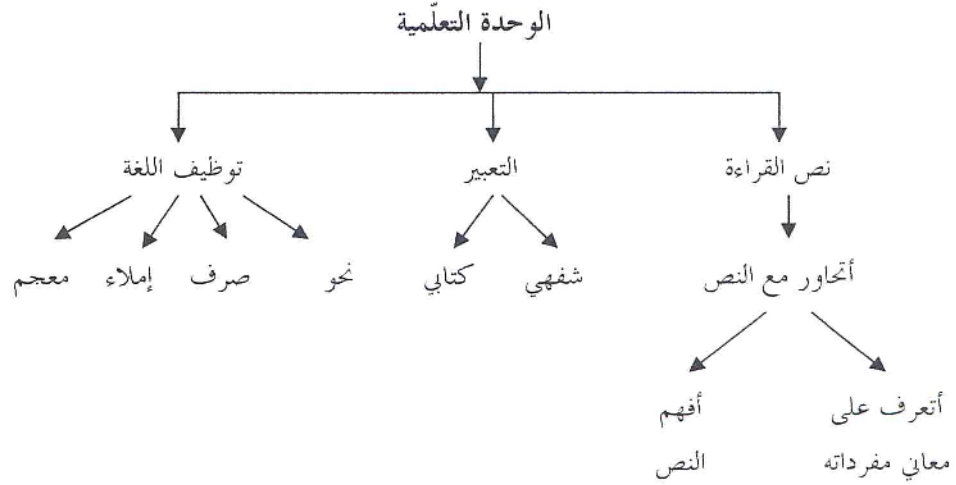 الوحدة التعلّمية
نص القراءة
التعبير
توظيف اللغة
أتحاور مع النص
شفهي
كتابي
نحو
صرف
إملاء
معجم
أتعرف على
معاني مفرداته
أفهم
النص